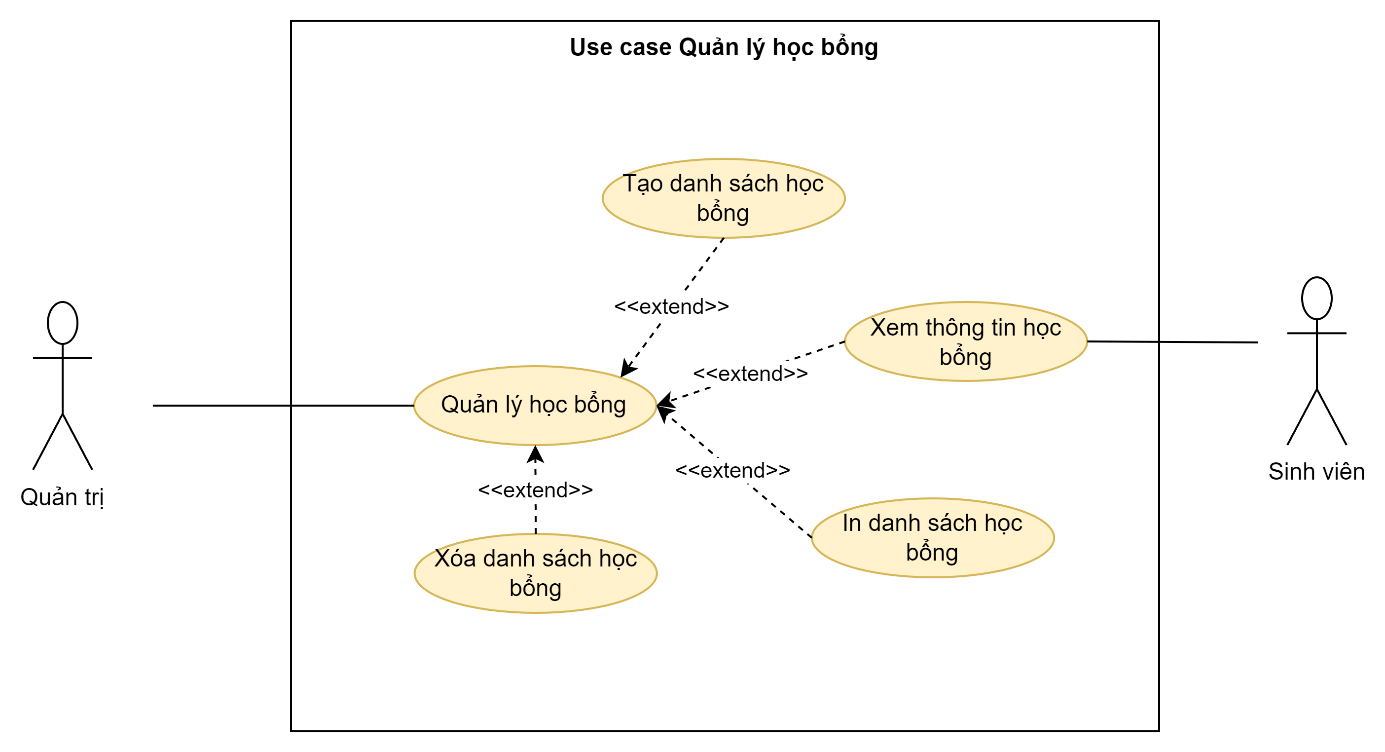 Use case Quản lý học bổng
Tạo danh sách học
bổng
<<extend>>
Xem thông tin học
bổng
<<extend>>
Quản lý học bổng
<<extend>>
<<extend>>
Quản trị
Sinh viên
In danh sách học
bổng
Xóa danh sách học
bổng